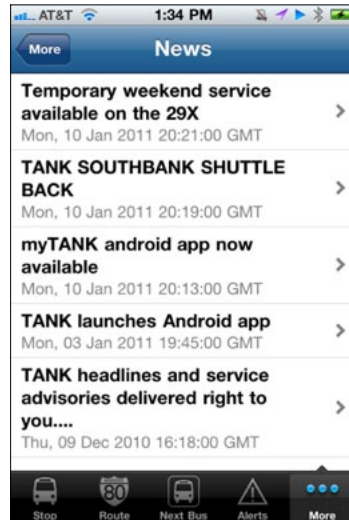 AT&T 1:34 PM
More News
Temporary weekend service
available on the 29X
Mon, 10 Jan 2011 20:21:00 GMT
TANK SOUTHBANK SHUTTLE
BACK
Mon, 10 Jan 2011 20:19:00 GMT
myTANK android app now
available
Mon, 10 Jan 2011 20:13:00 GMT
TANK launches Android app
Mon, 03 Jan 2011 19:45:00 GMT
TANK headlines and service
advisories delivered right to
you....
Thu, 09 Dec 2010 16:18:00 GMT
80
Stop Route Next Bus Alerts More